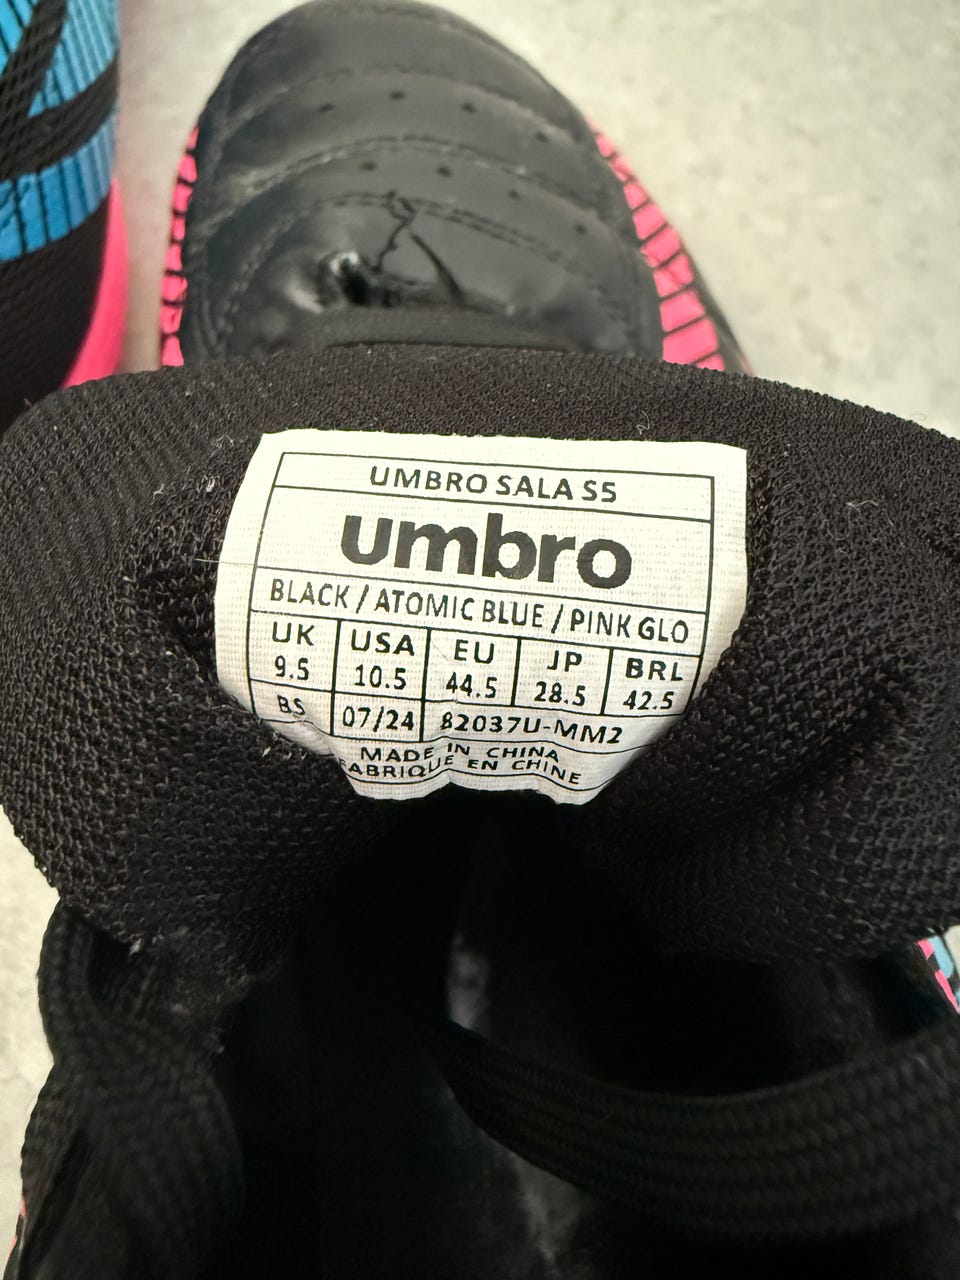 UMBRO SALA S5
umbro
BLACK / ATOMIC BLUE / PINK GLO
UK USA EU JP BRL
9.5 10.5 44.5 28.5 42.5
BS 07/24 82037U-MM2
MADE IN CHINA
FABRIQUE EN CHINE